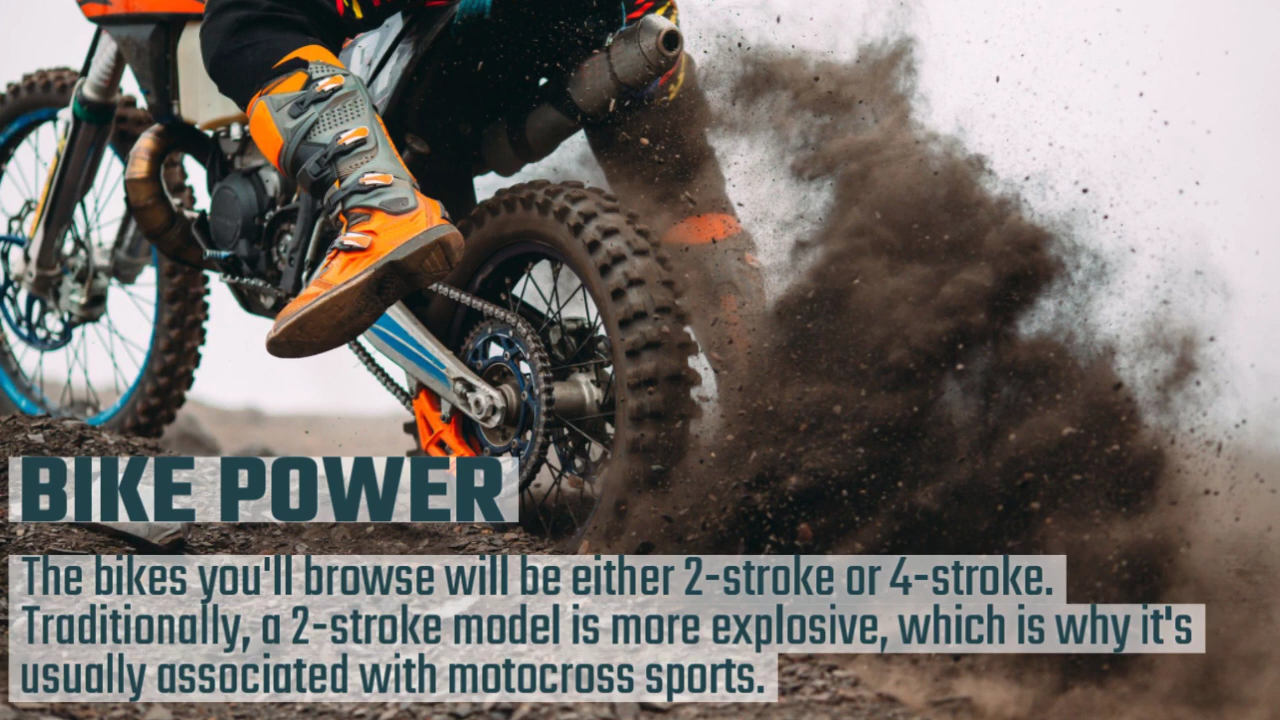 BIKE POWER
The bikes you'll browse will be either 2-stroke or 4-stroke.
Traditionally, a 2-stroke model is more explosive, which is why it's
usually associated with motocross sports.